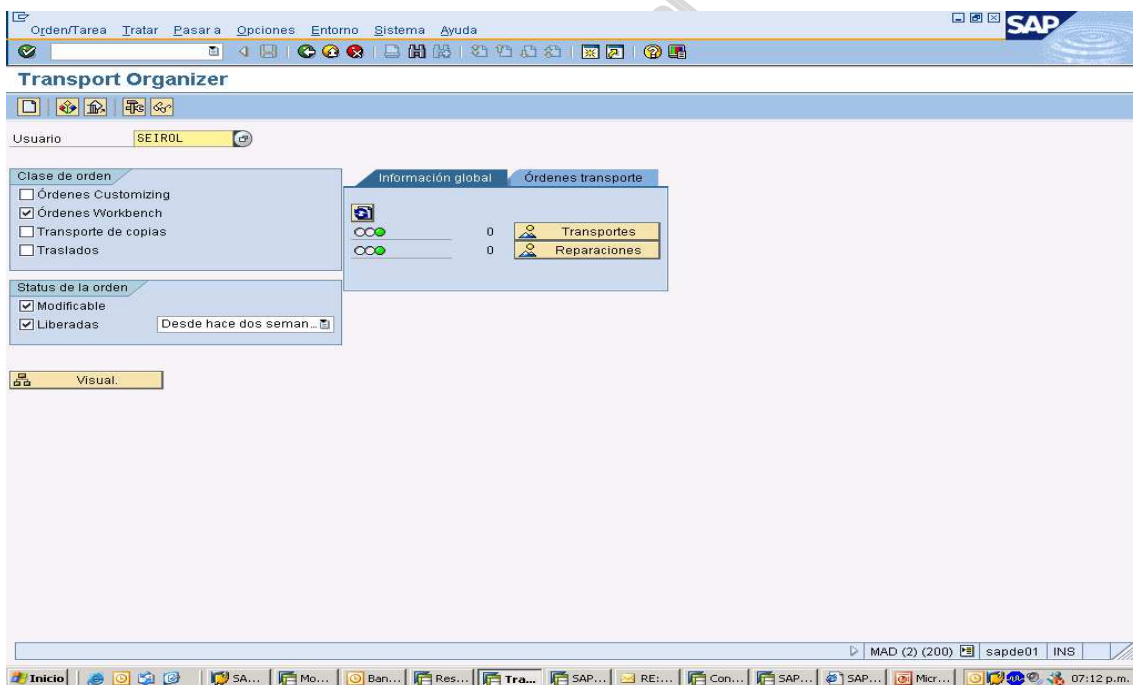 Orden/Tarea Tratar Pasar a Opciones Entorno Sistema Ayuda
SAP
Transport Organizer
Usuario SEIROL
Clase de orden
Órdenes Customizing
Órdenes Workbench
Transporte de copias
Traslados
Status de la orden
Modificable
Liberadas Desde hace dos seman...
Visual.
Información global Órdenes transporte
0 Transportes
0 Reparaciones
MAD (2) (200) sapde01 INS
Inicio SA... Mo... Ban... Res... Tra... SAP... RE:... Con... SAP... SAP... Micr... 07:12 p.m.